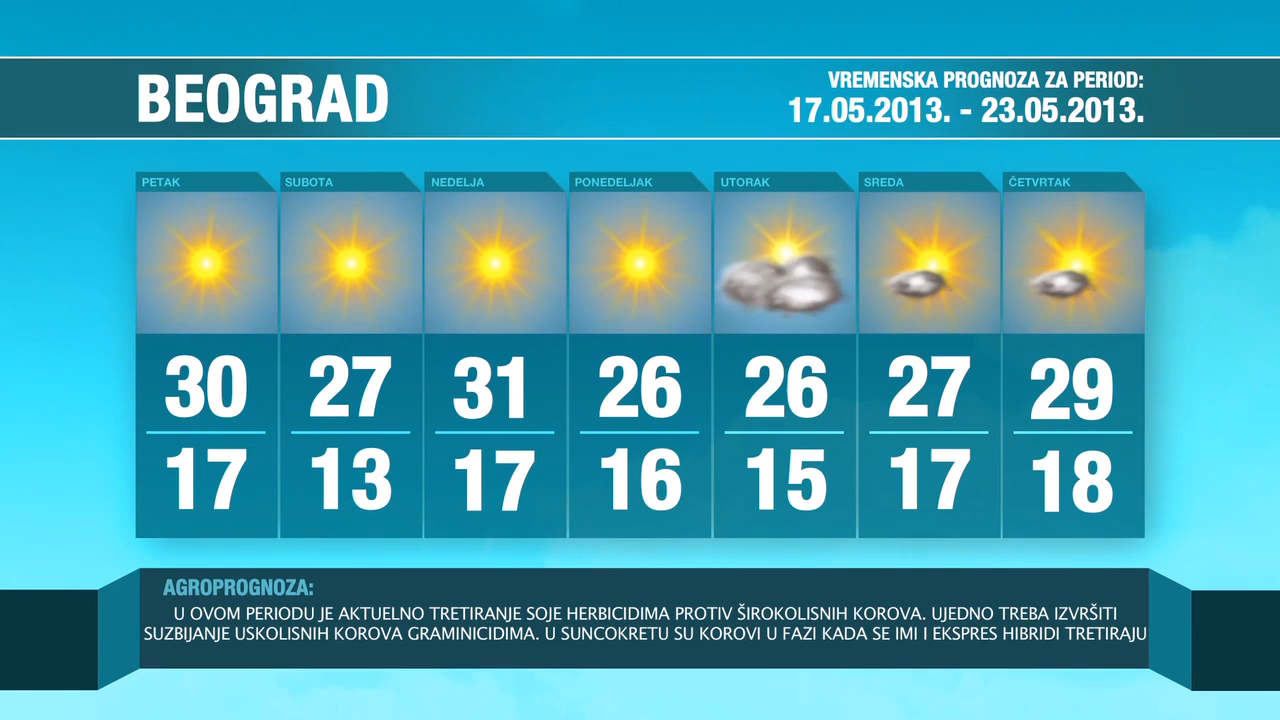 BEOGRAD
VREMENSKA PROGNOZA ZA PERIOD:
17.05.2013. - 23.05.2013.
PETAK SUBOTA NEDELJA PONEDELJAK UTORAK SREDA ČETVRTAK
30 27 31 26 26 27 29
17 13 17 16 15 17 18
AGROPROGNOZA:
U OVOM PERIODU JE AKTUELNO TRETIRANJE SOJE HERBICIDIMA PROTIV ŠIROKOLISNIH KOROVA. UJEDNO TREBA IZVRŠITI
SUZBIJANJE USKOLISNIH KOROVA GRAMINICIDIMA. U SUNCOKRETU SU KOROVI U FAZI KADA SE IMI I EKSPRES HIBRIDI TRETIRAJU